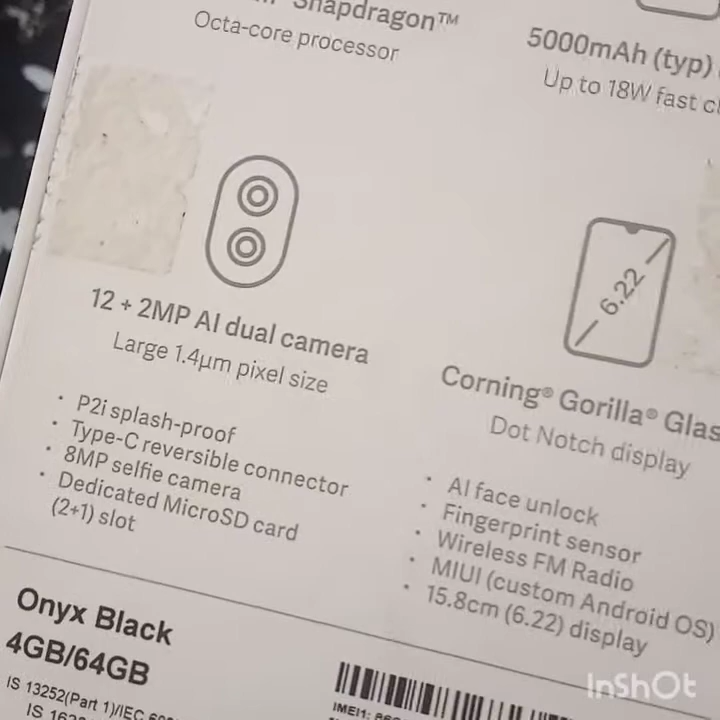 Snapdragon™
Octa-core processor
5000mAh (typ)
Up to 18W fast
6.22
12 + 2MP AI dual camera
Large 1.4μm pixel size
Corning® Gorilla® Glas
Dot Notch display
· P2i splash-proof
· Type-C reversible connector
· 8MP selfie camera
· Dedicated MicroSD card
(2+1) slot
· AI face unlock
· Fingerprint sensor
· Wireless FM Radio
· MIUI (custom Android OS)
· 15.8cm (6.22) display
Onyx Black
4GB/64GB
IS 13252(Part 1)/IEC
IS
IMEI1:
InShOt